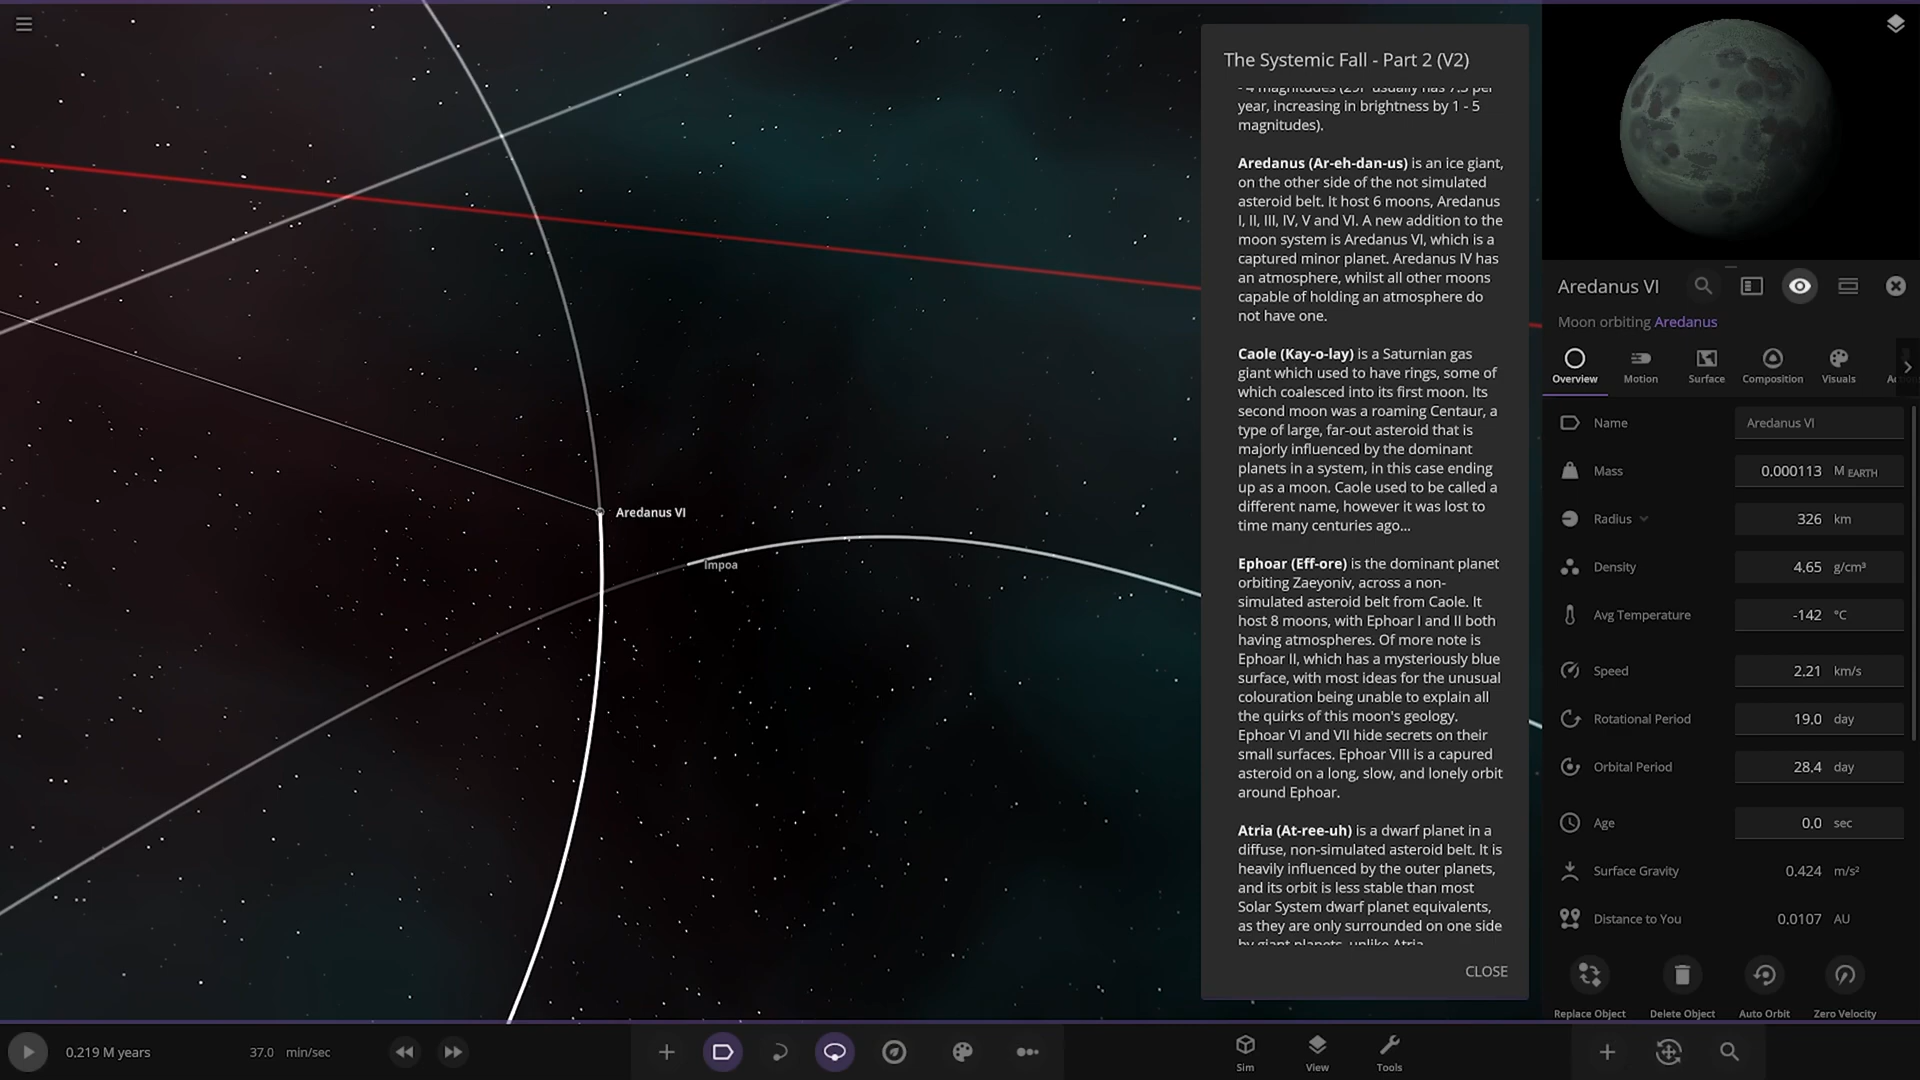 The Systemic Fall - Part 2 (V2)
- 4 magnitudes (29P usually has 7.3 per
year, increasing in brightness by 1 - 5
magnitudes).
Aredanus (Ar-eh-dan-us) is an ice giant,
on the other side of the not simulated
asteroid belt. It host 6 moons, Aredanus
I, II, III, IV, V and VI. A new addition to the
moon system is Aredanus VI, which is a
captured minor planet. Aredanus IV has
an atmosphere, whilst all other moons
capable of holding an atmosphere do
not have one.
Caole (Kay-o-lay) is a Saturnian gas
giant which used to have rings, some of
which coalesced into its first moon. Its
second moon was a roaming Centaur, a
type of large, far-out asteroid that is
majorly influenced by the dominant
planets in a system, in this case ending
up as a moon. Caole used to be called a
different name, however it was lost to
time many centuries ago...
Ephoar (Eff-ore) is the dominant planet
orbiting Zaeyoniv, across a non-
simulated asteroid belt from Caole. It
host 8 moons, with Ephoar I and II both
having atmospheres. Of more note is
Ephoar II, which has a mysteriously blue
surface, with most ideas for the unusual
colouration being unable to explain all
the quirks of this moon's geology.
Ephoar VI and VII hide secrets on their
small surfaces. Ephoar VIII is a capured
asteroid on a long, slow, and lonely orbit
around Ephoar.
Atria (At-ree-uh) is a dwarf planet in a
diffuse, non-simulated asteroid belt. It is
heavily influenced by the outer planets,
and its orbit is less stable than most
Solar System dwarf planet equivalents,
as they are only surrounded on one side
by giant planets, unlike Atria.
CLOSE
Aredanus VI
Impoa
Aredanus VI
Moon orbiting Aredanus
Overview Motion Surface Composition Visuals
Name Aredanus VI
Mass 0.000113 M EARTH
Radius 326 km
Density 4.65 g/cm³
Avg Temperature -142 °C
Speed 2.21 km/s
Rotational Period 19.0 day
Orbital Period 28.4 day
Age 0.0 sec
Surface Gravity 0.424 m/s²
Distance to You 0.0107 AU
Replace Object Delete Object Auto Orbit Zero Velocity
0.219 M years 37.0 min/sec
Sim View Tools